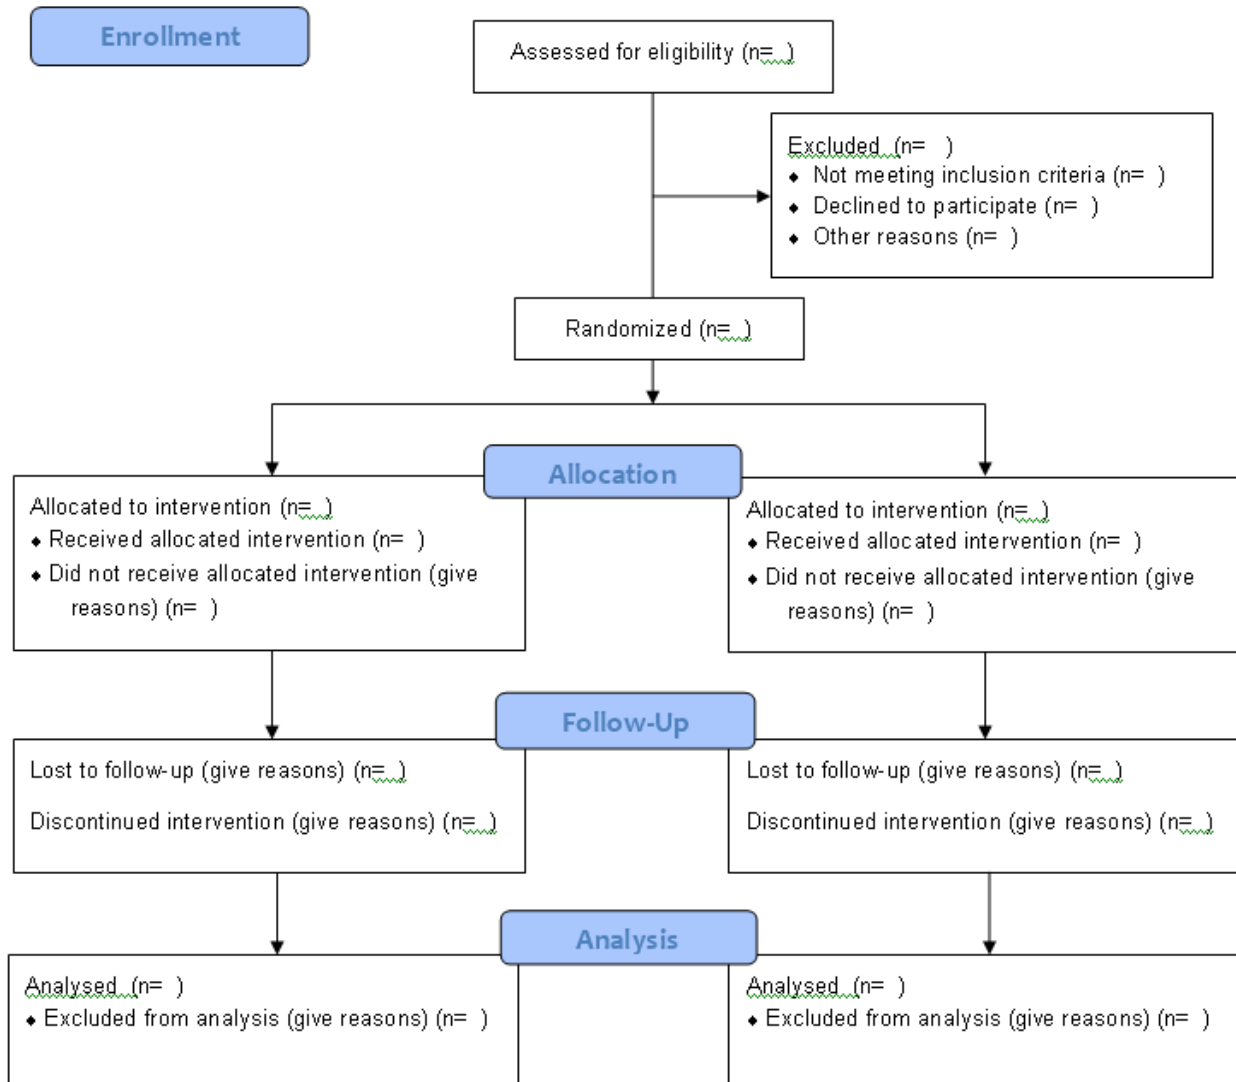 Enrollment
Assessed for eligibility (n= )
Excluded (n= )
♦ Not meeting inclusion criteria (n= )
♦ Declined to participate (n= )
♦ Other reasons (n= )
Randomized (n= )
Allocation
Allocated to intervention (n= )
♦ Received allocated intervention (n= )
♦ Did not receive allocated intervention (give
reasons) (n= )
Allocated to intervention (n= )
♦ Received allocated intervention (n= )
♦ Did not receive allocated intervention (give
reasons) (n= )
Follow-Up
Lost to follow-up (give reasons) (n= )
Discontinued intervention (give reasons) (n= )
Lost to follow-up (give reasons) (n= )
Discontinued intervention (give reasons) (n= )
Analysis
Analysed (n= )
♦ Excluded from analysis (give reasons) (n= )
Analysed (n= )
♦ Excluded from analysis (give reasons) (n= )